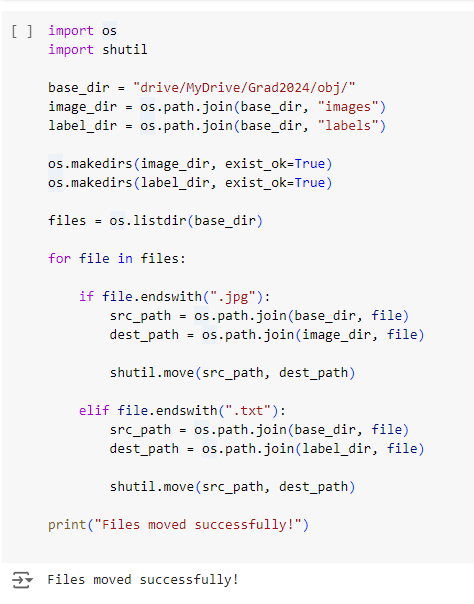 [ ] import os
import shutil

base_dir = "drive/MyDrive/Grad2024/obj/"
image_dir = os.path.join(base_dir, "images")
label_dir = os.path.join(base_dir, "labels")

os.makedirs(image_dir, exist_ok=True)
os.makedirs(label_dir, exist_ok=True)

files = os.listdir(base_dir)

for file in files:

    if file.endswith(".jpg"):
        src_path = os.path.join(base_dir, file)
        dest_path = os.path.join(image_dir, file)

        shutil.move(src_path, dest_path)

    elif file.endswith(".txt"):
        src_path = os.path.join(base_dir, file)
        dest_path = os.path.join(label_dir, file)

        shutil.move(src_path, dest_path)

print("Files moved successfully!")

Files moved successfully!